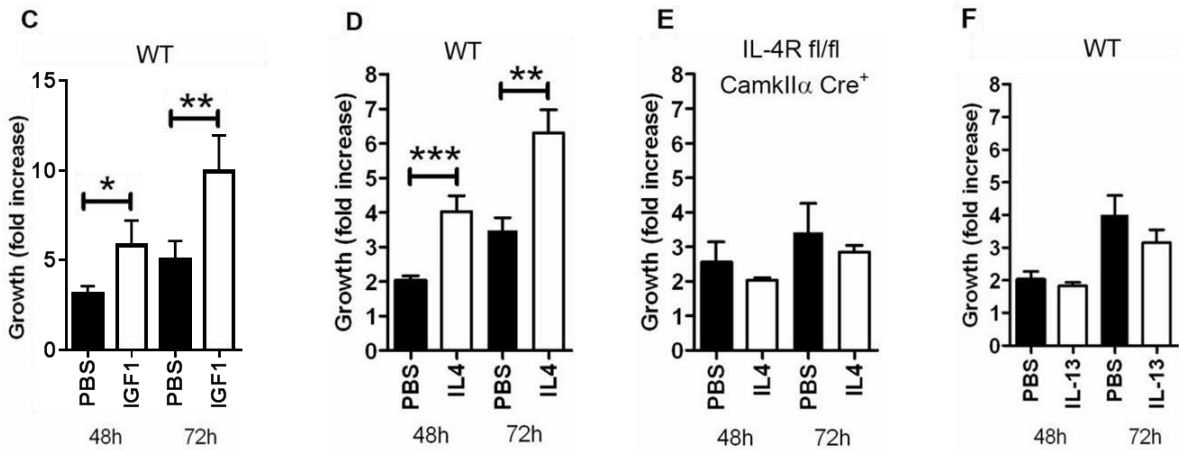 C
WT
Growth (fold increase)
15
10
5
0
*
**
PBS
IGF1
PBS
IGF1
48h
72h
D
WT
Growth (fold increase)
8
7
6
5
4
3
2
1
0
***
**
PBS
IL4
PBS
IL4
48h
72h
E
IL-4R fl/fl
CamkIIα Cre+
Growth (fold increase)
8
7
6
5
4
3
2
1
0
PBS
IL4
PBS
IL4
48h
72h
F
WT
Growth (fold increase)
8
7
6
5
4
3
2
1
0
PBS
IL-13
PBS
IL-13
48h
72h